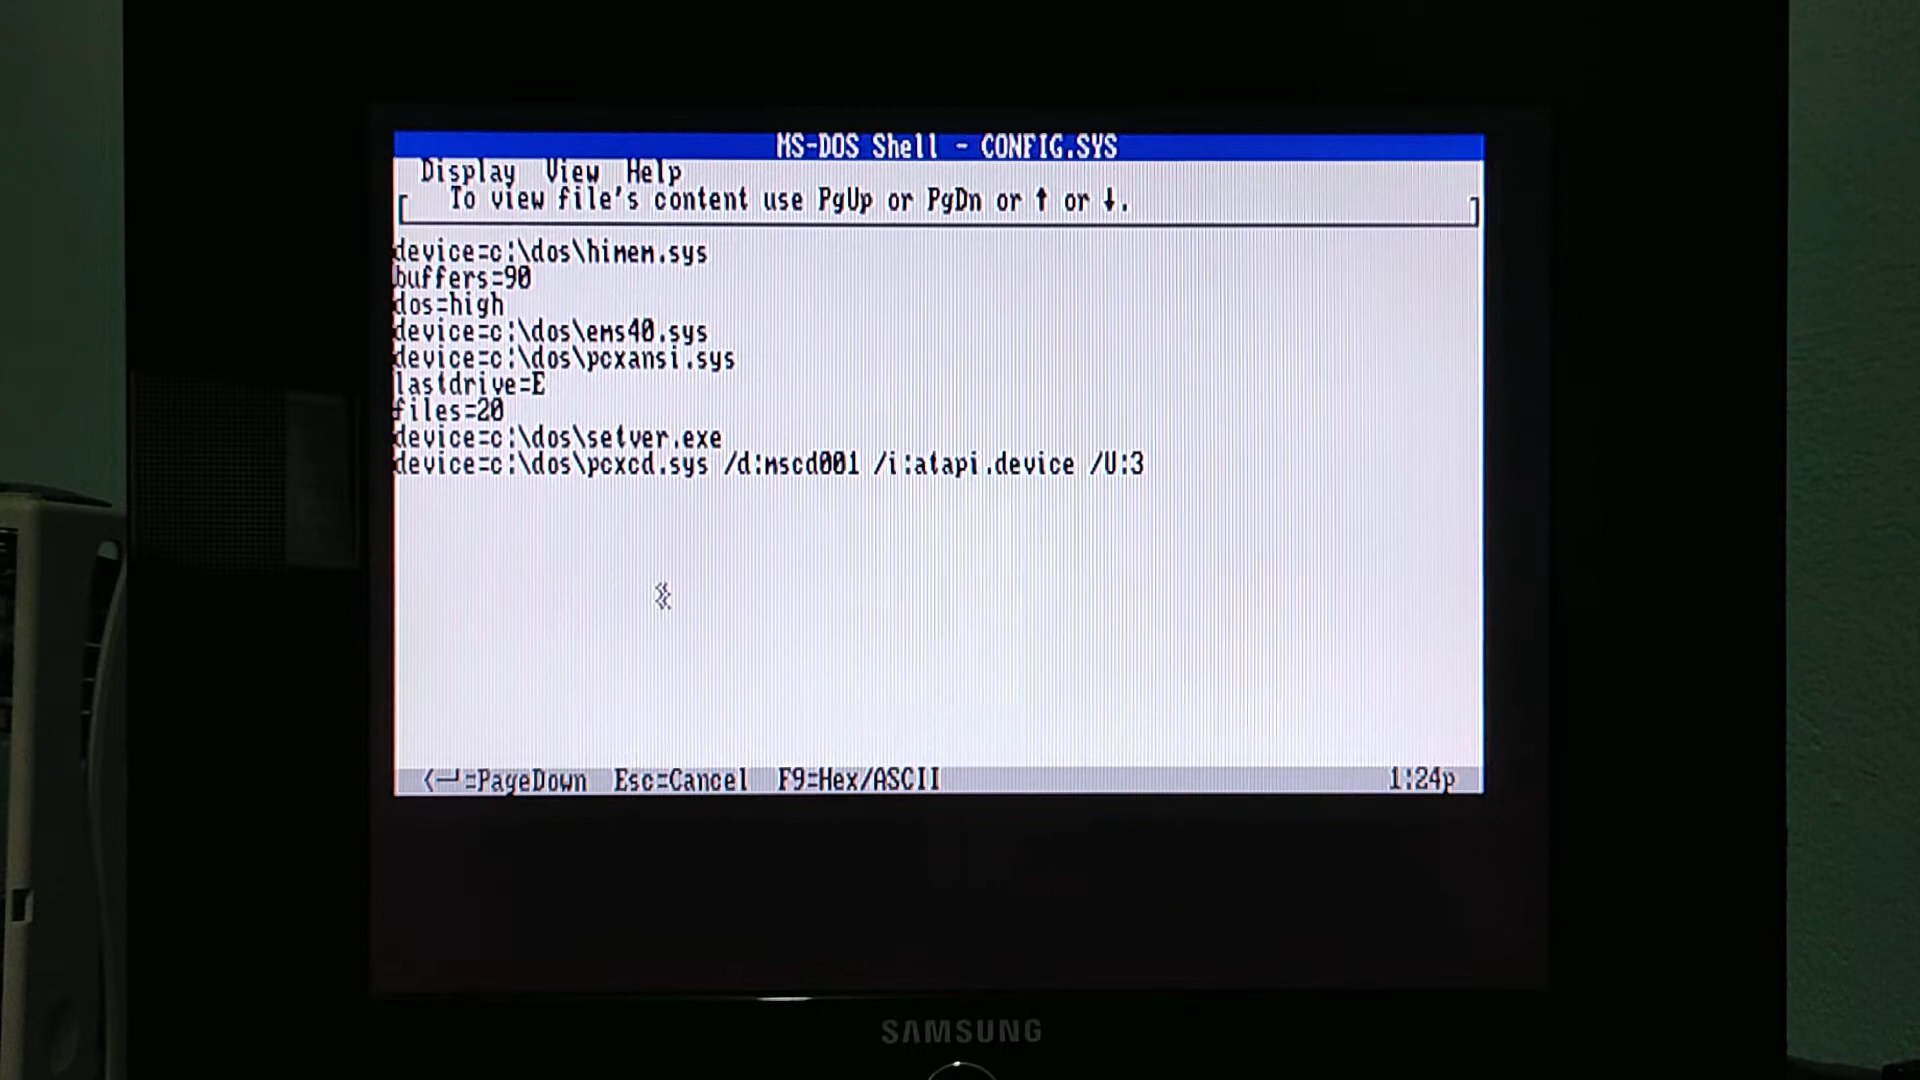 MS-DOS Shell - CONFIG.SYS
Display View Help
To view file's content use PgUp or PgDn or ↑ or ↓.
device=c:\dos\himem.sys
buffers=90
dos=high
device=c:\dos\ems40.sys
device=c:\dos\pcxansi.sys
lastdrive=E
files=20
device=c:\dos\setver.exe
device=c:\dos\pcxcd.sys /d:mscd001 /i:atapi.device /U:3
<─┘=PageDown Esc=Cancel F9=Hex/ASCII 1:24p
SAMSUNG